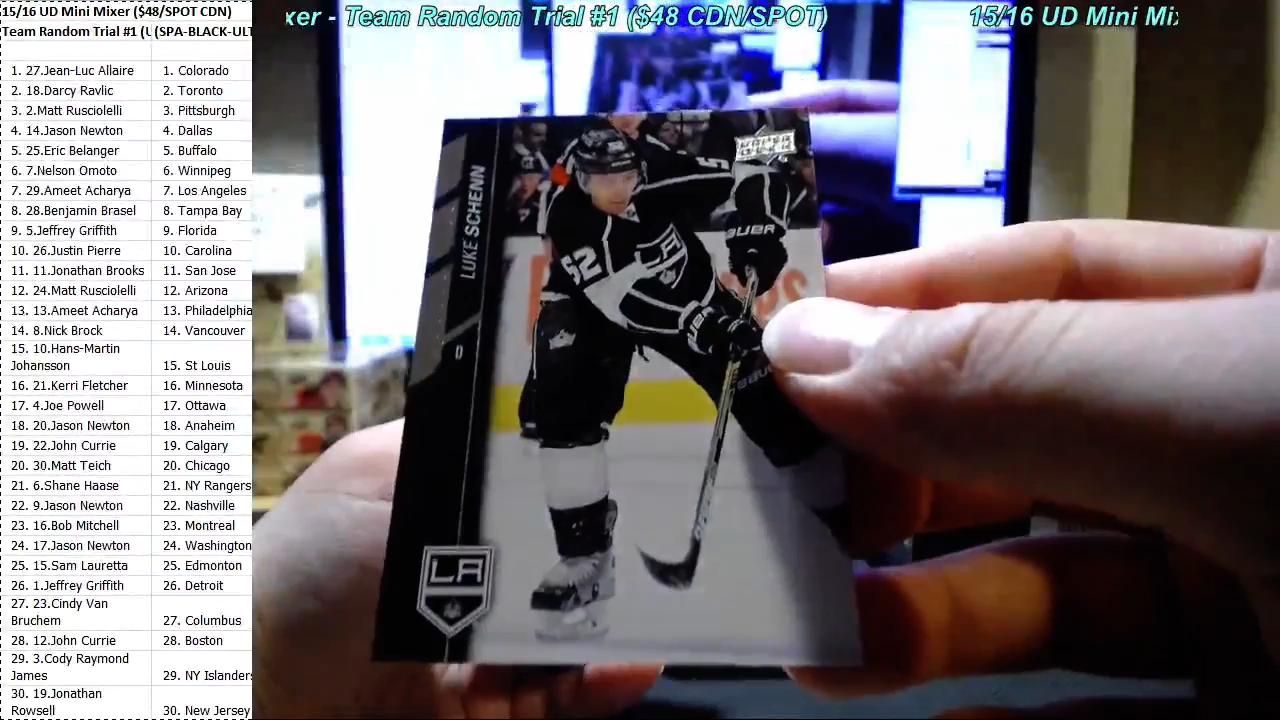 15/16 UD Mini Mixer ($48/SPOT CDN)
Team Random Trial #1 (U (SPA-BLACK-ULT
1. 27.Jean-Luc Allaire 1. Colorado
2. 18.Darcy Ravlic 2. Toronto
3. 2.Matt Rusciolelli 3. Pittsburgh
4. 14.Jason Newton 4. Dallas
5. 25.Eric Belanger 5. Buffalo
6. 7.Nelson Omoto 6. Winnipeg
7. 29.Ameet Acharya 7. Los Angeles
8. 28.Benjamin Brasel 8. Tampa Bay
9. 5.Jeffrey Griffith 9. Florida
10. 26.Justin Pierre 10. Carolina
11. 11.Jonathan Brooks 11. San Jose
12. 24.Matt Rusciolelli 12. Arizona
13. 13.Ameet Acharya 13. Philadelphia
14. 8.Nick Brock 14. Vancouver
15. 10.Hans-Martin
Johansson 15. St Louis
16. 21.Kerri Fletcher 16. Minnesota
17. 4.Joe Powell 17. Ottawa
18. 20.Jason Newton 18. Anaheim
19. 22.John Currie 19. Calgary
20. 30.Matt Teich 20. Chicago
21. 6.Shane Haase 21. NY Rangers
22. 9.Jason Newton 22. Nashville
23. 16.Bob Mitchell 23. Montreal
24. 17.Jason Newton 24. Washington
25. 15.Sam Lauretta 25. Edmonton
26. 1.Jeffrey Griffith 26. Detroit
27. 23.Cindy Van
Bruchem 27. Columbus
28. 12.John Currie 28. Boston
29. 3.Cody Raymond
James 29. NY Islanders
30. 19.Jonathan
Rowsell 30. New Jersey
xer - Team Random Trial #1 ($48 CDN/SPOT) 15/16 UD Mini Mix
LUKE SCHENN
D
UPPER DECK
52
LA
BAUER
LA